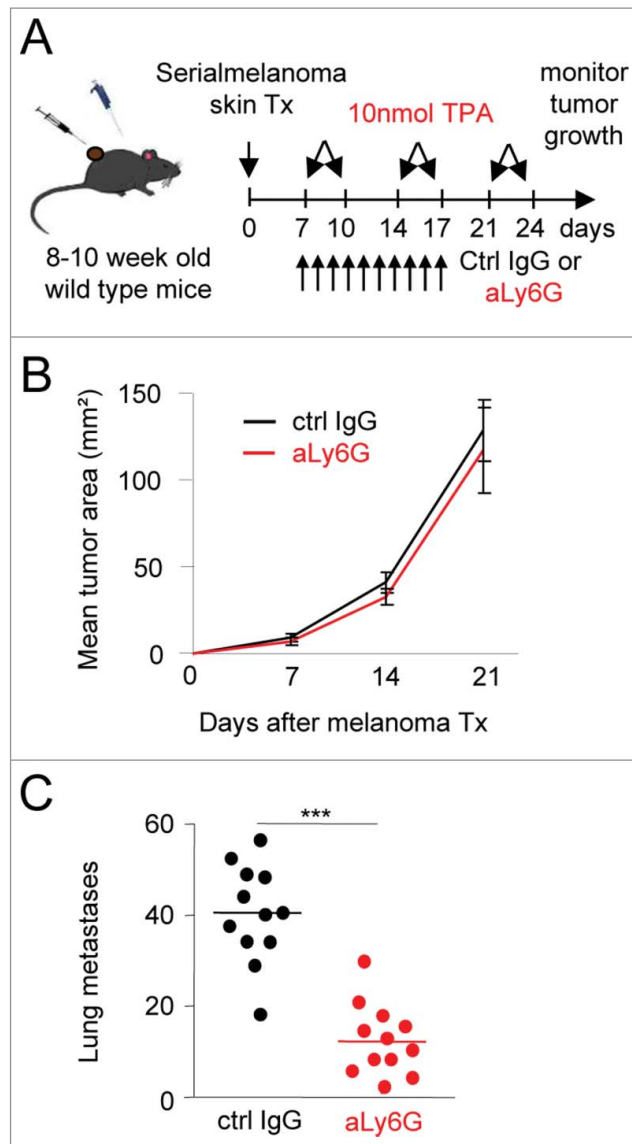 A
Serialmelanoma
skin Tx
10nmol TPA
monitor
tumor
growth
0 7 10 14 17 21 24 days
8-10 week old
wild type mice
Ctrl IgG or
aLy6G
B
Mean tumor area (mm²)
150
100
50
0
ctrl IgG
aLy6G
0 7 14 21
Days after melanoma Tx
C
Lung metastases
60
40
20
0
***
ctrl IgG aLy6G